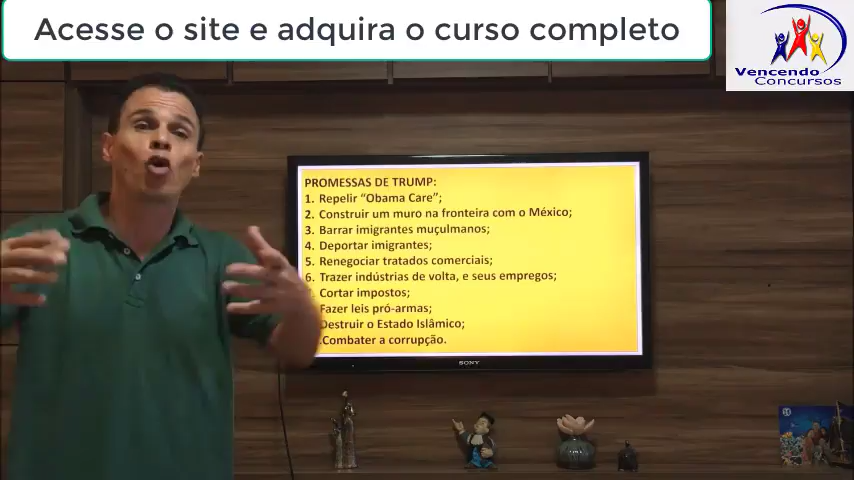 Acesse o site e adquira o curso completo
Vencendo
Concursos
PROMESSAS DE TRUMP:
1. Repelir “Obama Care”;
2. Construir um muro na fronteira com o México;
3. Barrar imigrantes muçulmanos;
4. Deportar imigrantes;
5. Renegociar tratados comerciais;
6. Trazer indústrias de volta, e seus empregos;
Cortar impostos;
Fazer leis pró-armas;
Destruir o Estado Islâmico;
.Combater a corrupção.
SONY